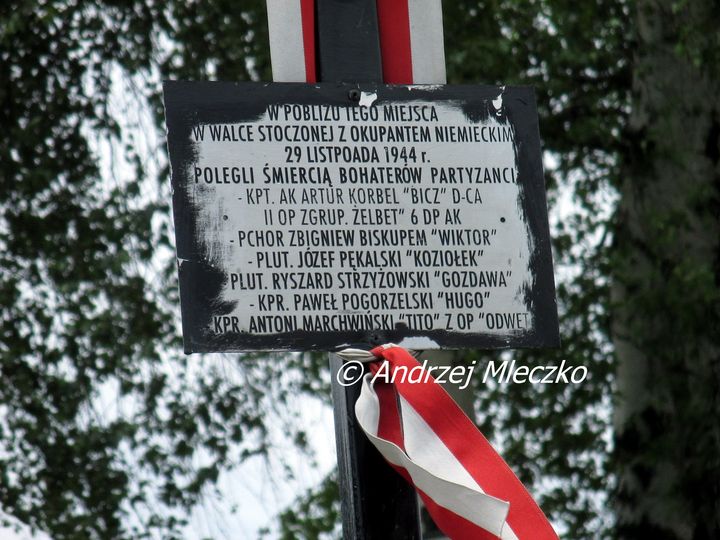 W POBLIŻU TEGO MIEJSCA
W WALCE STOCZONEJ Z OKUPANTEM NIEMIECKIM
29 LISTPOADA 1944 r.
POLEGLI ŚMIERCIĄ BOHATERÓW PARTYZANCI
- KPT. AK ARTUR KORBEL "BICZ" D-CA
II OP ZGRUP. ŻELBET" 6 DP AK
- PCHOR ZBIGNIEW BISKUPEM "WIKTOR"
- PLUT. JÓZEF PĘKALSKI "KOZIOŁEK"
PLUT. RYSZARD STRZYŻOWSKI "GOZDAWA"
- KPR. PAWEŁ POGORZELSKI "HUGO"
KPR. ANTONI MARCHWIŃSKI "TITO" Z OP "ODWET
© Andrzej Mleczko